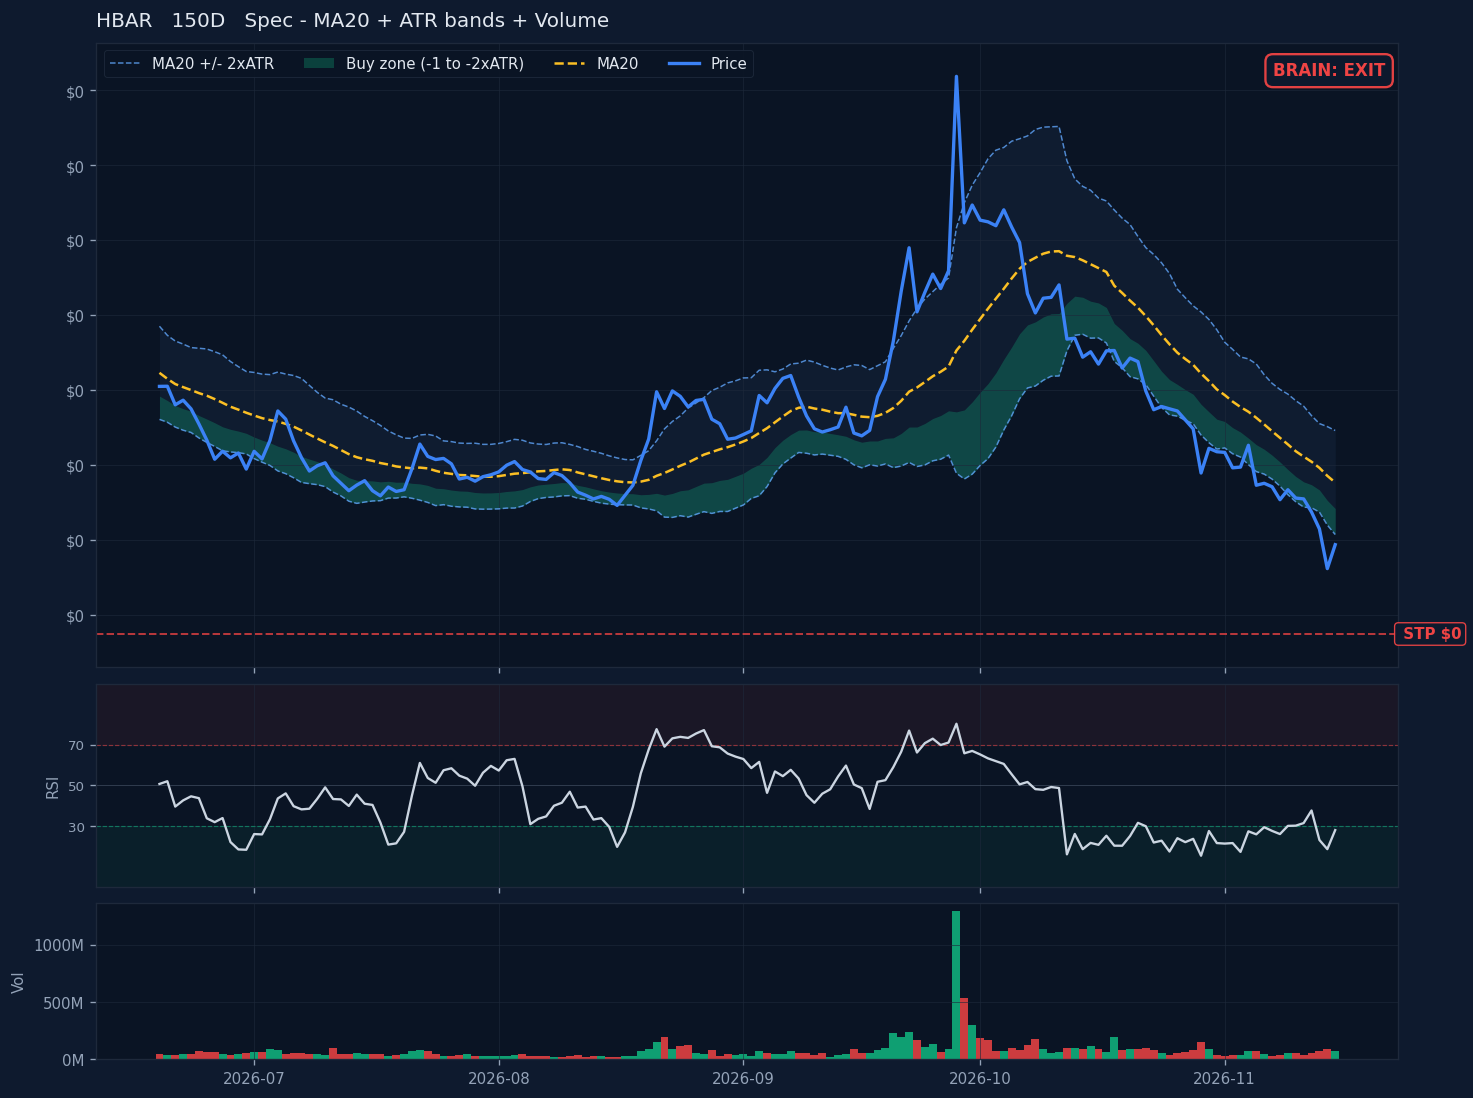 HBAR   150D   Spec - MA20 + ATR bands + Volume
MA20 +/- 2xATR
Buy zone (-1 to -2xATR)
MA20
Price
BRAIN: EXIT
$0
$0
$0
$0
$0
$0
$0
$0
STP $0
70
50
30
RSI
1000M
500M
0M
Vol
2026-07
2026-08
2026-09
2026-10
2026-11